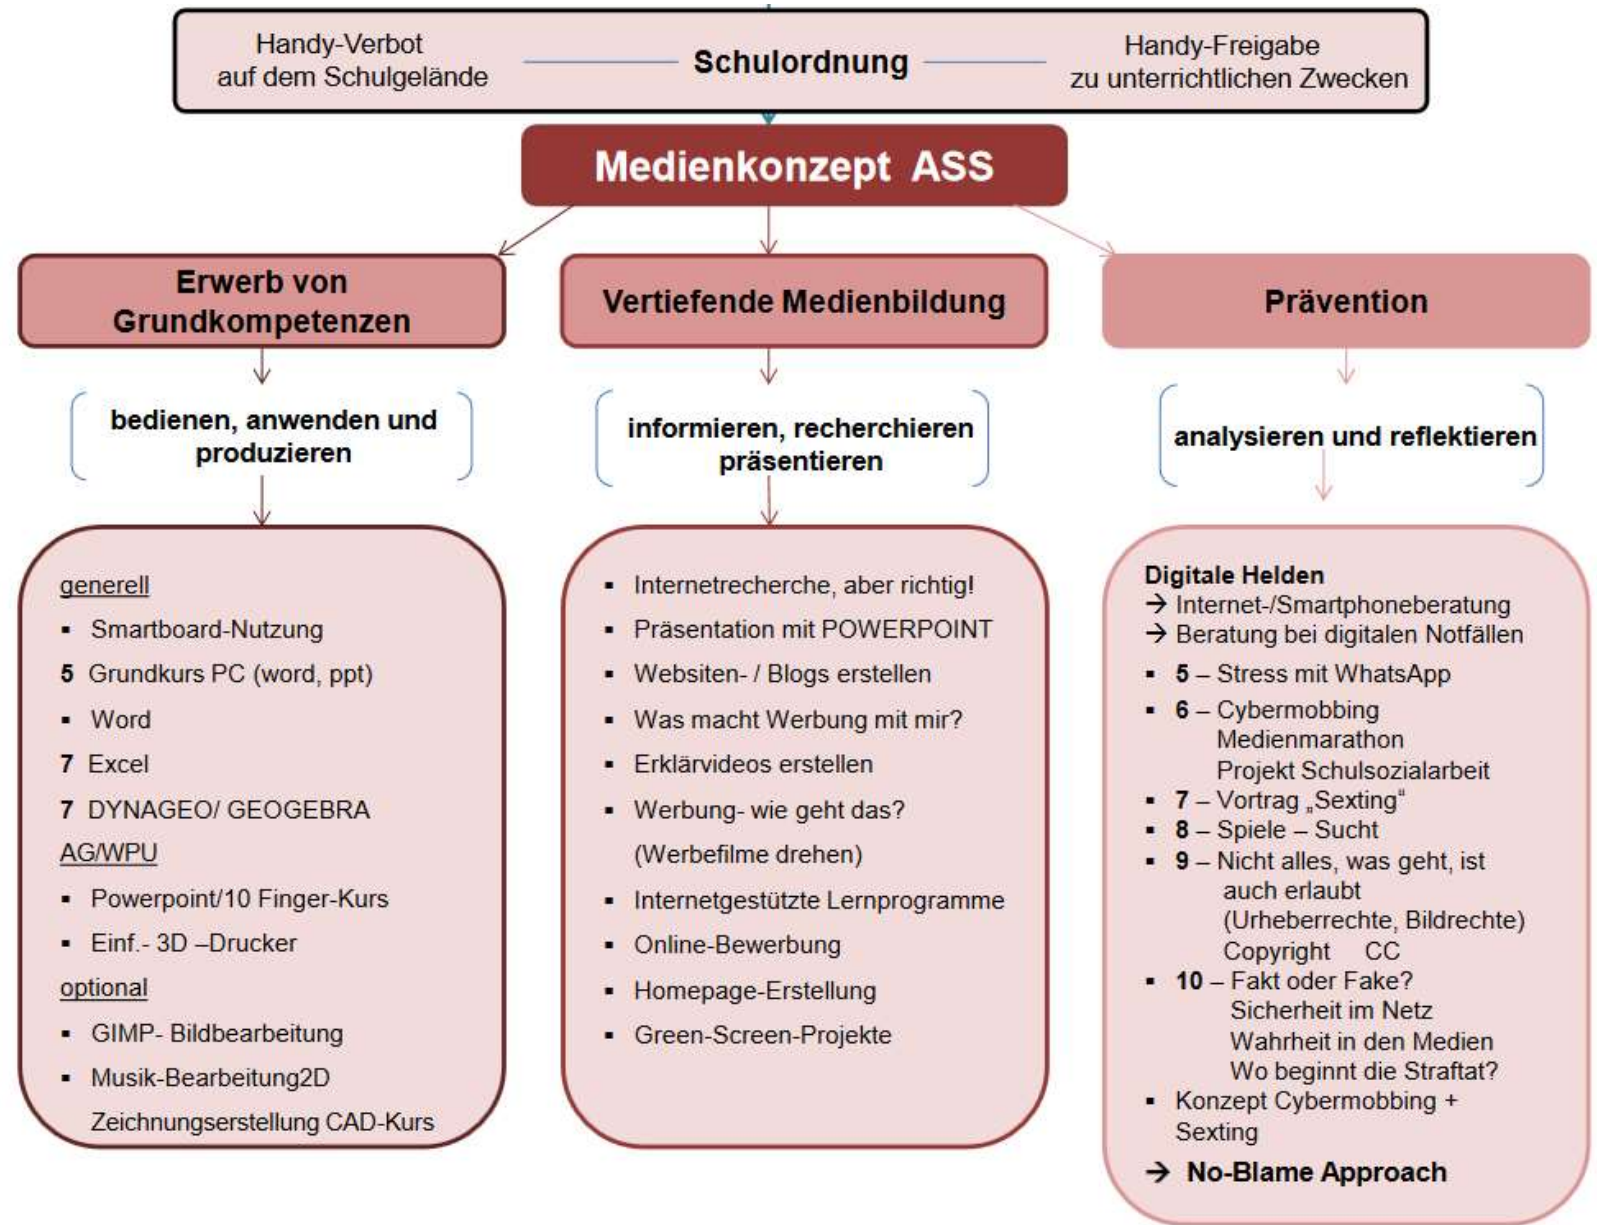 Handy-Verbot
auf dem Schulgelände
Schulordnung
Handy-Freigabe
zu unterrichtlichen Zwecken
Medienkonzept ASS
Erwerb von
Grundkompetenzen
bedienen, anwenden und
produzieren
generell
▪ Smartboard-Nutzung
5 Grundkurs PC (word, ppt)
▪ Word
7 Excel
7 DYNAGEO/ GEOGEBRA
AG/WPU
▪ Powerpoint/10 Finger-Kurs
▪ Einf.- 3D –Drucker
optional
▪ GIMP- Bildbearbeitung
▪ Musik-Bearbeitung2D
Zeichnungserstellung CAD-Kurs
Vertiefende Medienbildung
informieren, recherchieren
präsentieren
▪ Internetrecherche, aber richtig!
▪ Präsentation mit POWERPOINT
▪ Websiten- / Blogs erstellen
▪ Was macht Werbung mit mir?
▪ Erklärvideos erstellen
▪ Werbung- wie geht das?
(Werbefilme drehen)
▪ Internetgestützte Lernprogramme
▪ Online-Bewerbung
▪ Homepage-Erstellung
▪ Green-Screen-Projekte
Prävention
analysieren und reflektieren
Digitale Helden
→ Internet-/Smartphoneberatung
→ Beratung bei digitalen Notfällen
▪ 5 – Stress mit WhatsApp
▪ 6 – Cybermobbing
Medienmarathon
Projekt Schulsozialarbeit
▪ 7 – Vortrag „Sexting“
▪ 8 – Spiele – Sucht
▪ 9 – Nicht alles, was geht, ist
auch erlaubt
(Urheberrechte, Bildrechte)
Copyright CC
▪ 10 – Fakt oder Fake?
Sicherheit im Netz
Wahrheit in den Medien
Wo beginnt die Straftat?
▪ Konzept Cybermobbing +
Sexting
→ No-Blame Approach